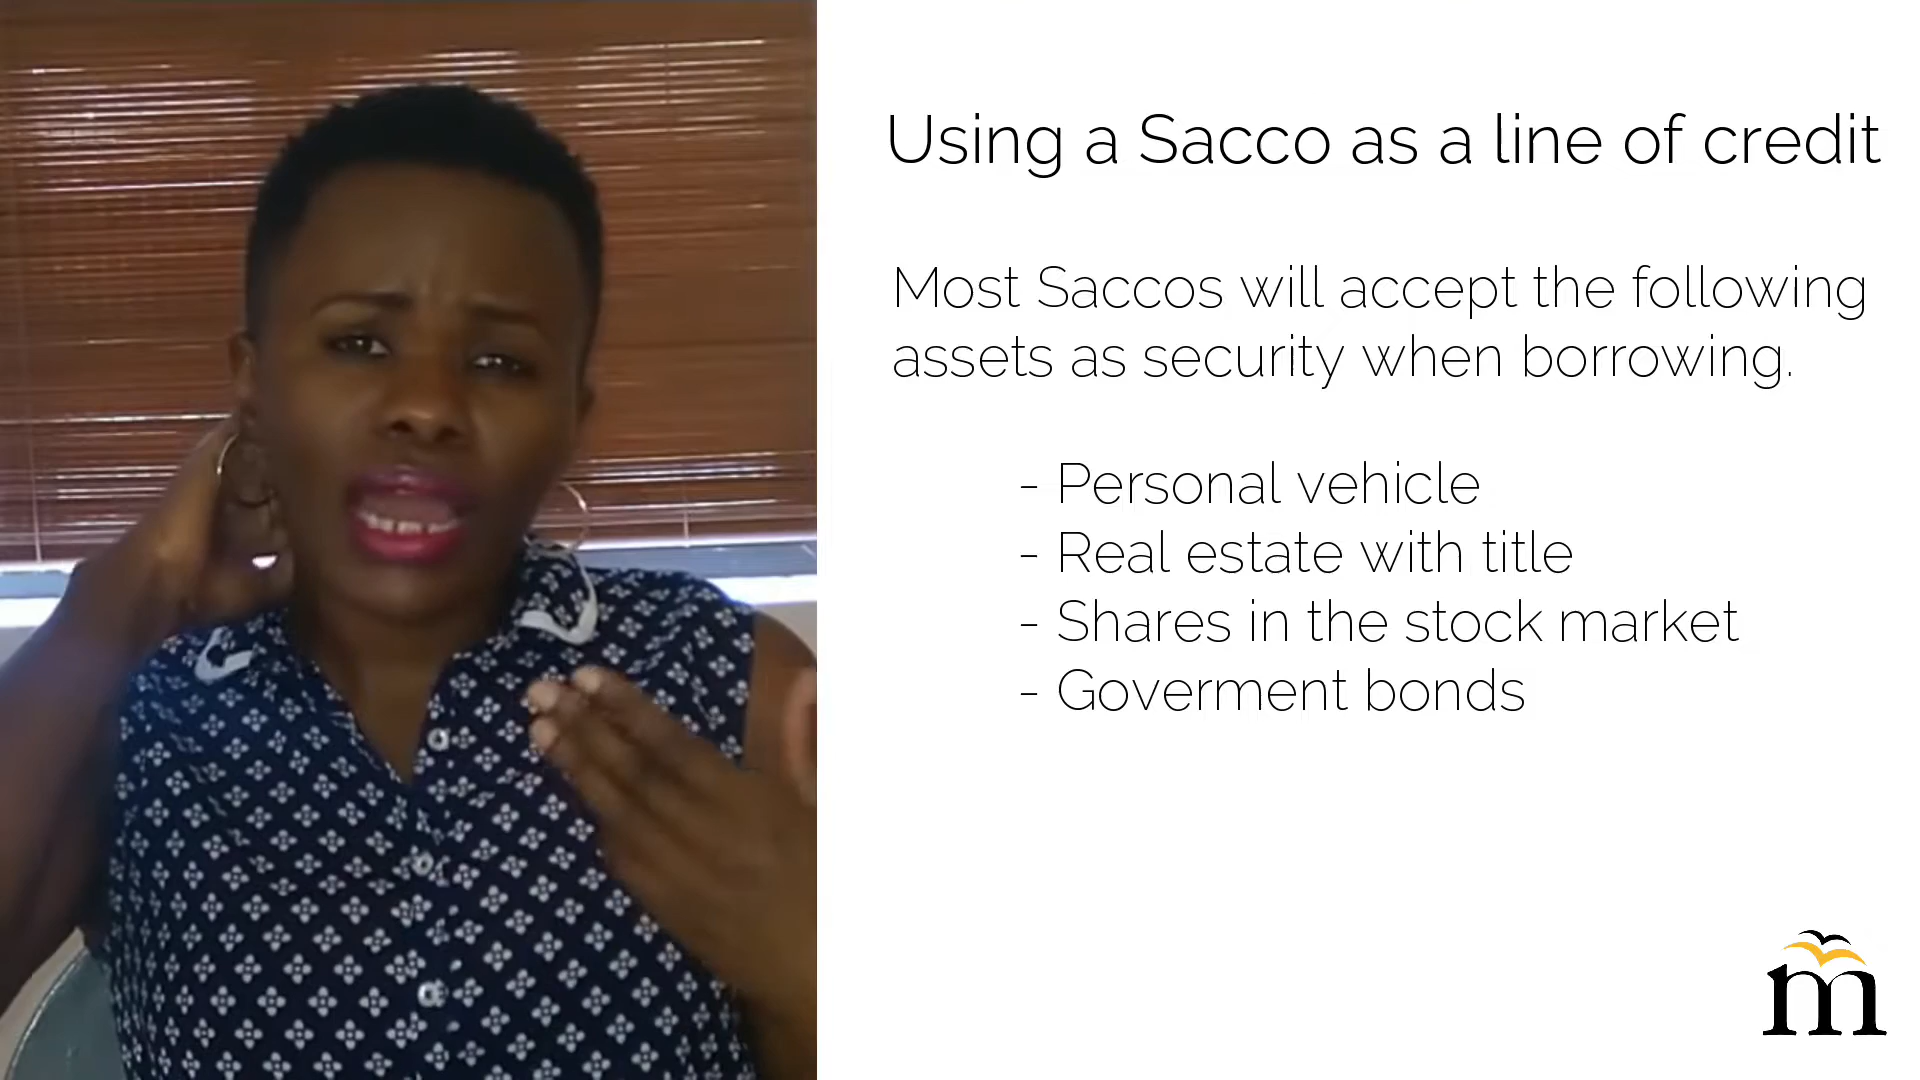 Using a Sacco as a line of credit
Most Saccos will accept the following
assets as security when borrowing.
- Personal vehicle
- Real estate with title
- Shares in the stock market
- Goverment bonds
m